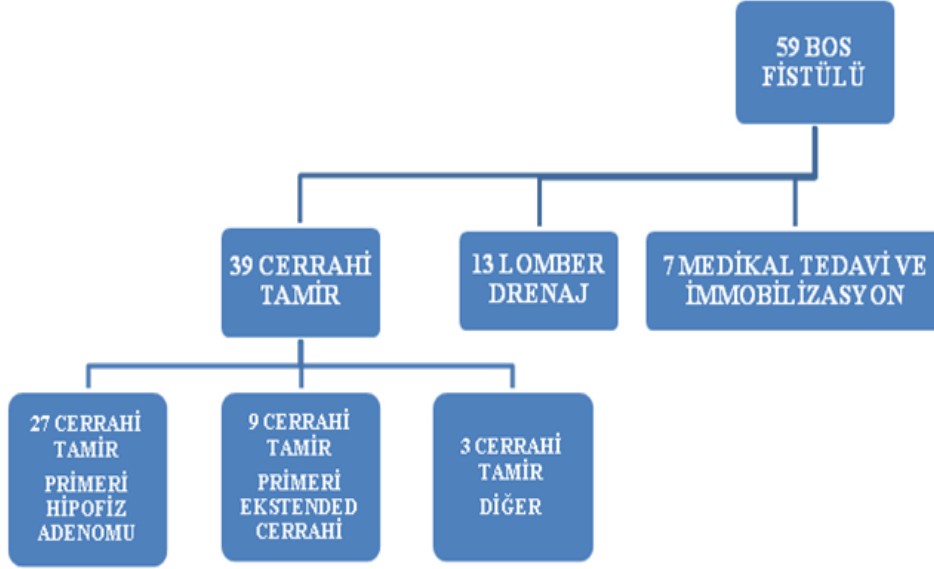 59 BOS
FİSTÜLÜ
39 CERRAHİ
TAMİR
13 LOMBER
DRENAJ
7 MEDİKAL TEDAVİ VE
İMMOBİLİZASYON
27 CERRAHİ
TAMİR
PRİMERİ
HİPOFİZ
ADENOMU
9 CERRAHİ
TAMİR
PRİMERİ
EKSTENDED
CERRAHİ
3 CERRAHİ
TAMİR
DİĞER